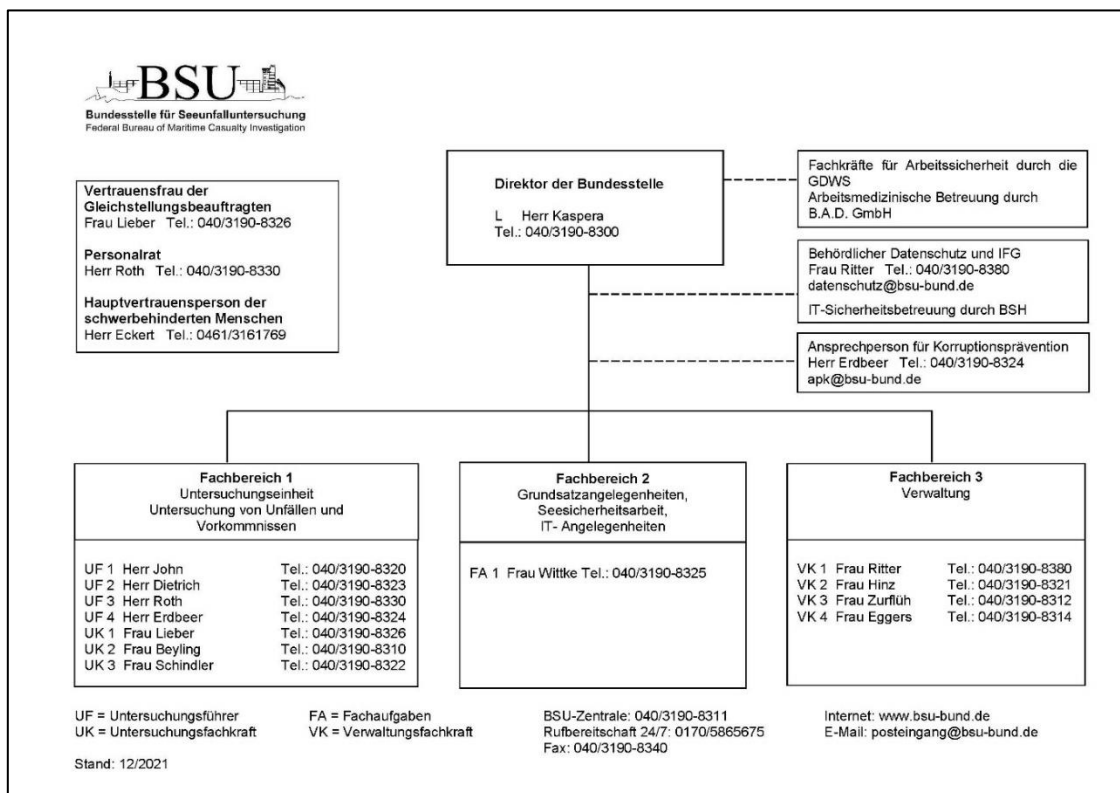 BSU
Bundesstelle für Seeunfalluntersuchung
Federal Bureau of Maritime Casualty Investigation
Vertrauensfrau der
Gleichstellungsbeauftragten
Frau Lieber Tel.: 040/3190-8326
Personalrat
Herr Roth Tel.: 040/3190-8330
Hauptvertrauensperson der
schwerbehinderten Menschen
Herr Eckert Tel.: 0461/3161769
Direktor der Bundesstelle
L Herr Kaspera
Tel.: 040/3190-8300
Fachkräfte für Arbeitssicherheit durch die
GDWS
Arbeitsmedizinische Betreuung durch
B.A.D. GmbH
Behördlicher Datenschutz und IFG
Frau Ritter Tel.: 040/3190-8380
datenschutz@bsu-bund.de
IT-Sicherheitsbetreuung durch BSH
Ansprechperson für Korruptionsprävention
Herr Erdbeer Tel.: 040/3190-8324
apk@bsu-bund.de
Fachbereich 1
Untersuchungseinheit
Untersuchung von Unfällen und
Vorkommnissen
UF 1 Herr John Tel.: 040/3190-8320
UF 2 Herr Dietrich Tel.: 040/3190-8323
UF 3 Herr Roth Tel.: 040/3190-8330
UF 4 Herr Erdbeer Tel.: 040/3190-8324
UK 1 Frau Lieber Tel.: 040/3190-8326
UK 2 Frau Beyling Tel.: 040/3190-8310
UK 3 Frau Schindler Tel.: 040/3190-8322
Fachbereich 2
Grundsatzangelegenheiten,
Seesicherheitsarbeit,
IT- Angelegenheiten
FA 1 Frau Wittke Tel.: 040/3190-8325
Fachbereich 3
Verwaltung
VK 1 Frau Ritter Tel.: 040/3190-8380
VK 2 Frau Hinz Tel.: 040/3190-8321
VK 3 Frau Zurflüh Tel.: 040/3190-8312
VK 4 Frau Eggers Tel.: 040/3190-8314
UF = Untersuchungsführer
UK = Untersuchungsfachkraft
FA = Fachaufgaben
VK = Verwaltungsfachkraft
BSU-Zentrale: 040/3190-8311
Rufbereitschaft 24/7: 0170/5865675
Fax: 040/3190-8340
Internet: www.bsu-bund.de
E-Mail: posteingang@bsu-bund.de
Stand: 12/2021